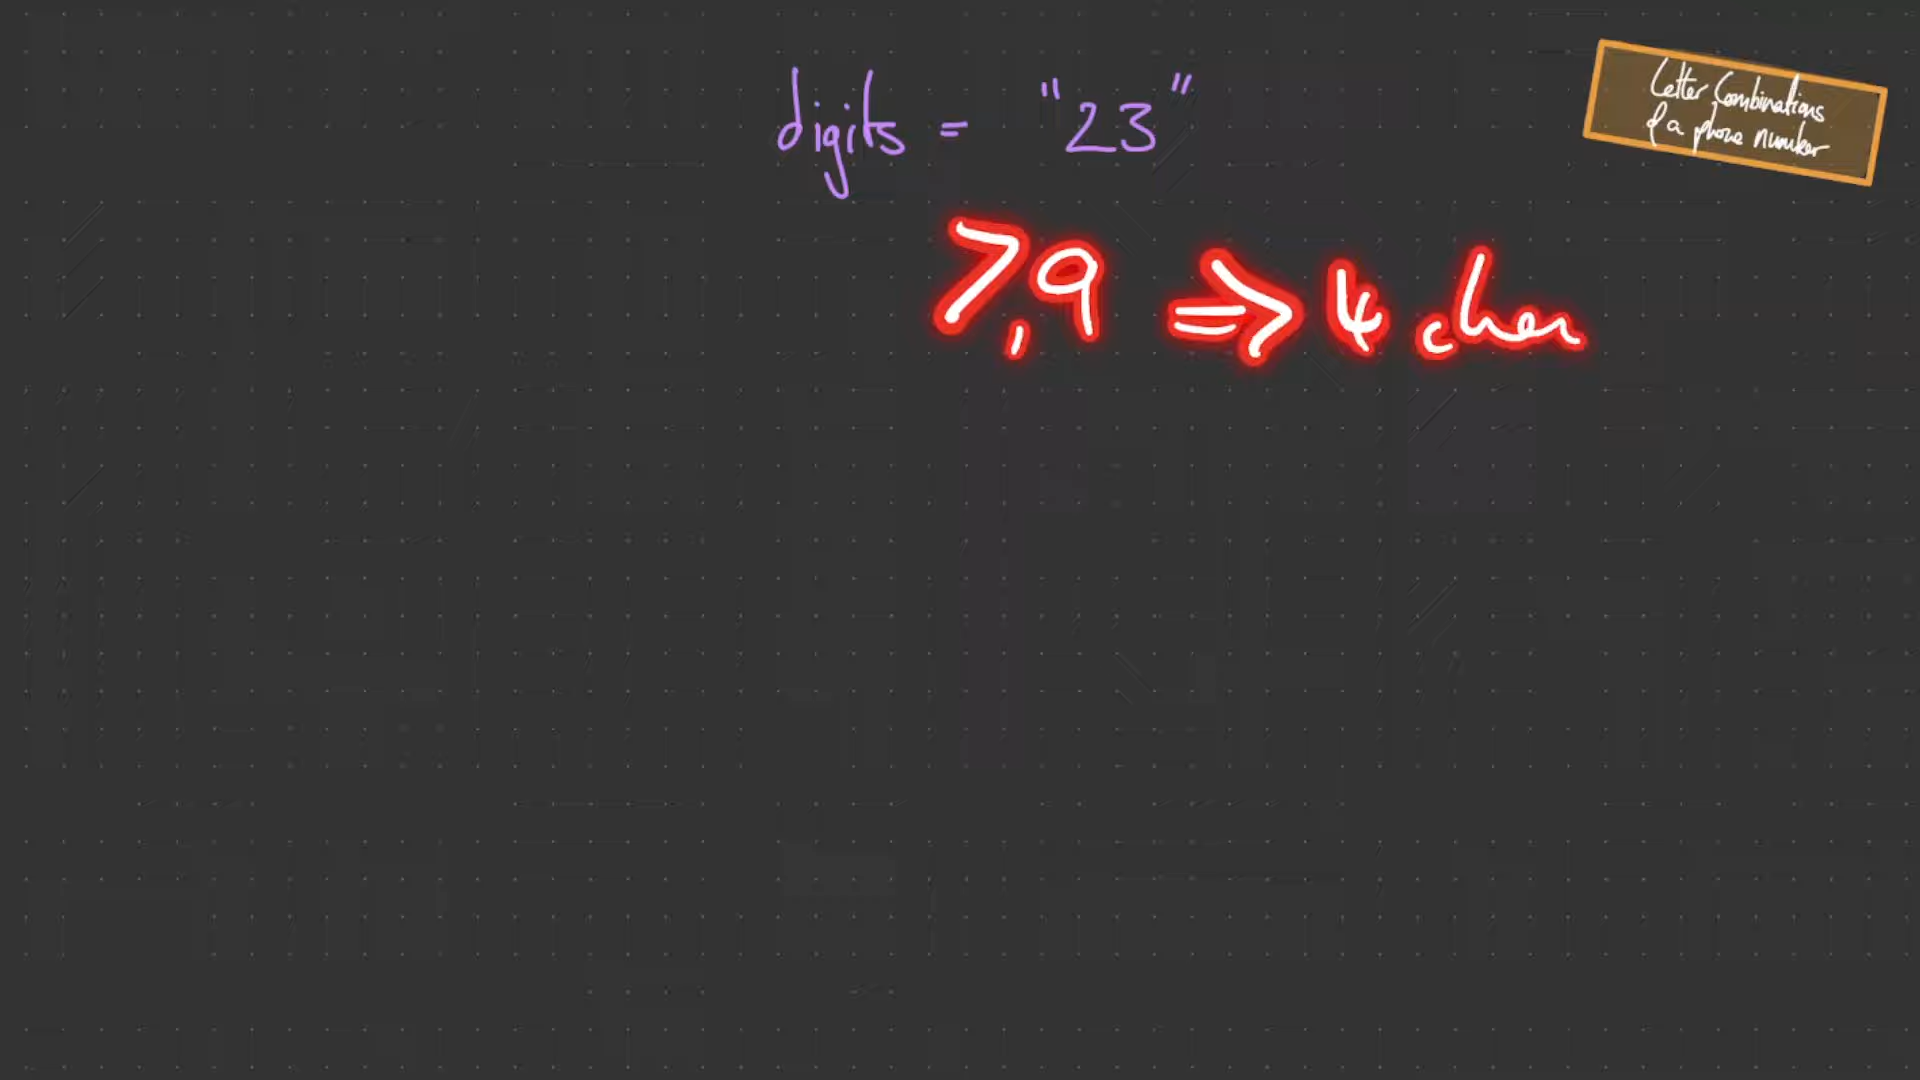 digits = "23"
Letter Combinations
of a phone number
7,9 ⇒ 4 char